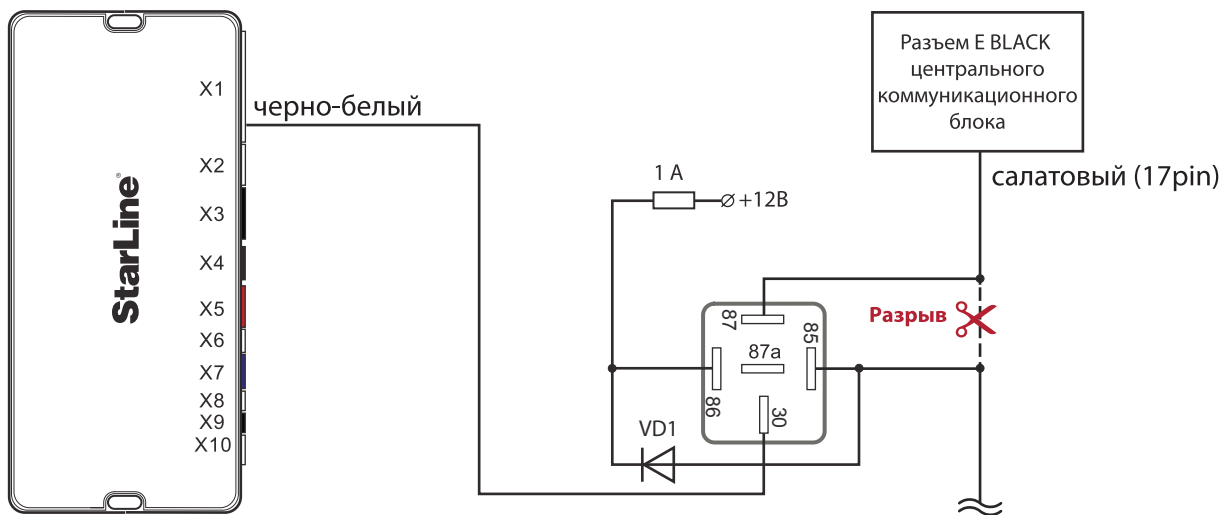 X1
черно-белый
X2
X3
X4
X5
X6
X7
X8
X9
X10
StarLine®
1 А
+12В
Разъем E BLACK
центрального
коммуникационного
блока
салатовый (17pin)
Разрыв
87
87a
85
86
30
VD1